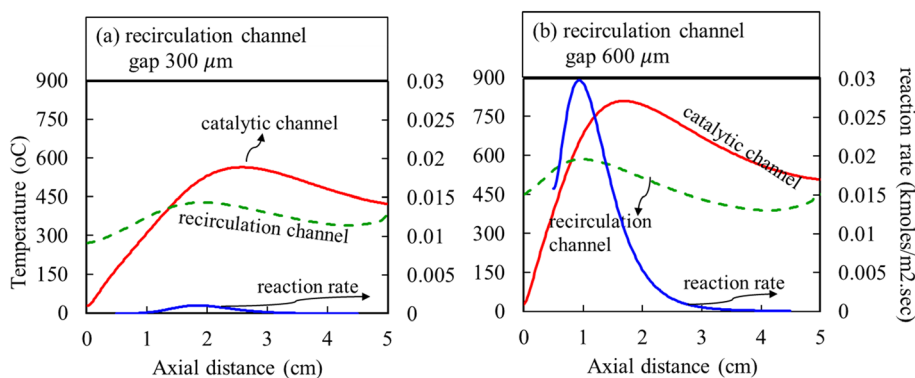 (a) recirculation channel
gap 300 μm
900
750
600
450
300
150
0
Temperature (oC)
0.03
0.025
0.02
0.015
0.01
0.005
0
catalytic channel
recirculation channel
reaction rate
0 1 2 3 4 5
Axial distance (cm)
(b) recirculation channel
gap 600 μm
900
750
600
450
300
150
0
0.03
0.025
0.02
0.015
0.01
0.005
0
reaction rate (kmoles/m2.sec)
catalytic channel
recirculation
channel
reaction rate
0 1 2 3 4 5
Axial distance (cm)